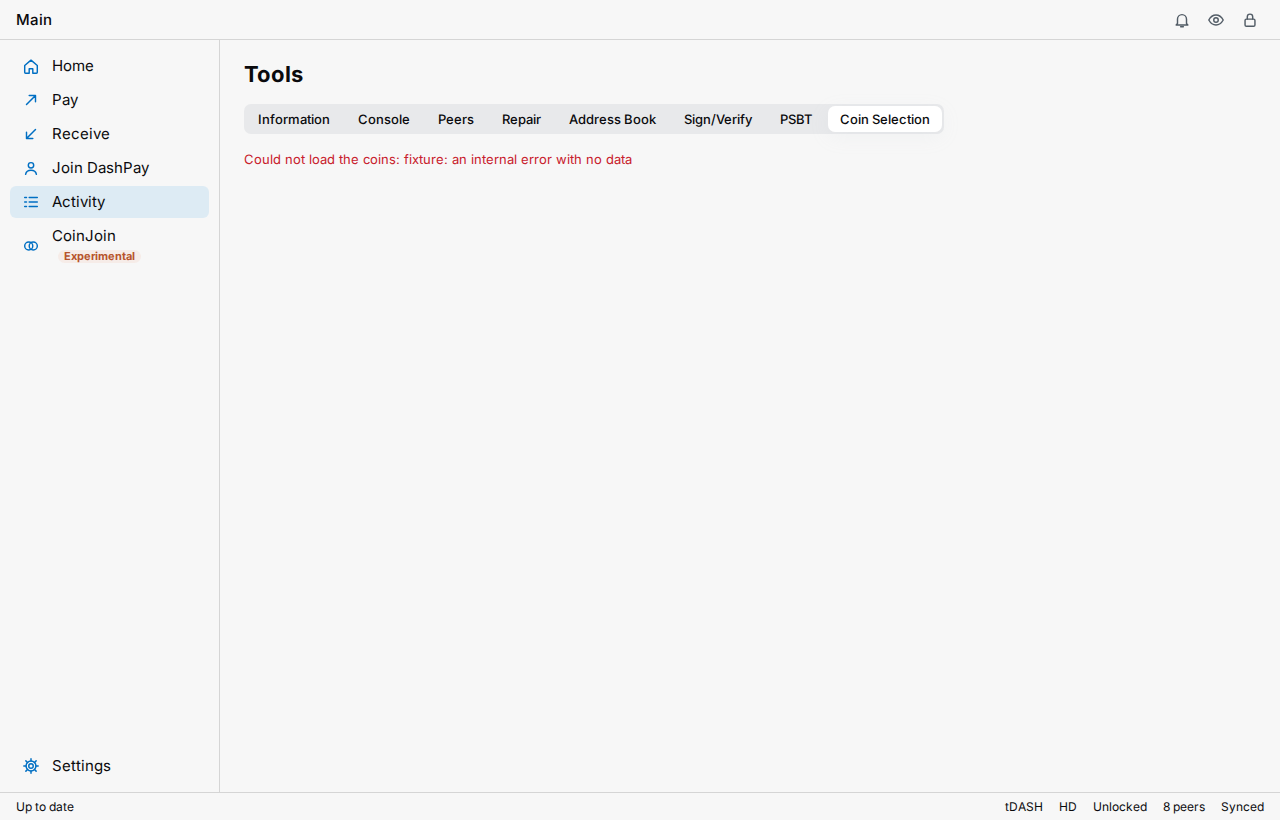 Main
Home
Pay
Receive
Join DashPay
Activity
CoinJoin
Experimental
Settings
Tools
Information Console Peers Repair Address Book Sign/Verify PSBT Coin Selection
Could not load the coins: fixture: an internal error with no data
Up to date tDASH HD Unlocked 8 peers Synced